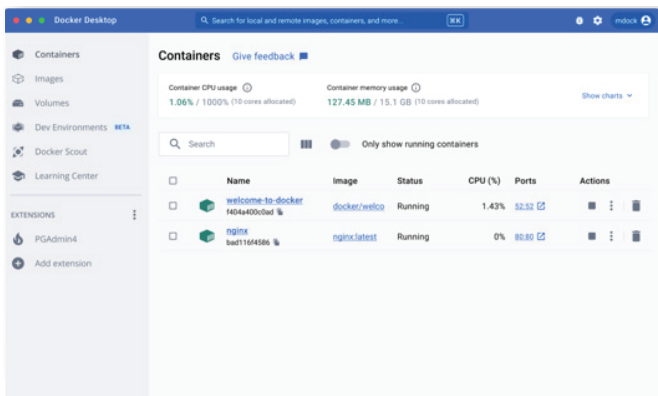 Docker Desktop
Search for local and remote images, containers, and more...
⌘K
mdock
Containers
Images
Volumes
Dev Environments BETA
Docker Scout
Learning Center
EXTENSIONS
PGAdmin4
Add extension
Containers Give feedback
Container CPU usage
1.06% / 1000% (10 cores allocated)
Container memory usage
127.45 MB / 15.1 GB (10 cores allocated)
Show charts
Search
Only show running containers
Name Image Status CPU (%) Ports Actions
welcome-to-docker docker/welco Running 1.43% 52:52
f404a400c0ad
nginx nginx:latest Running 0% 80:80
bad116f4586